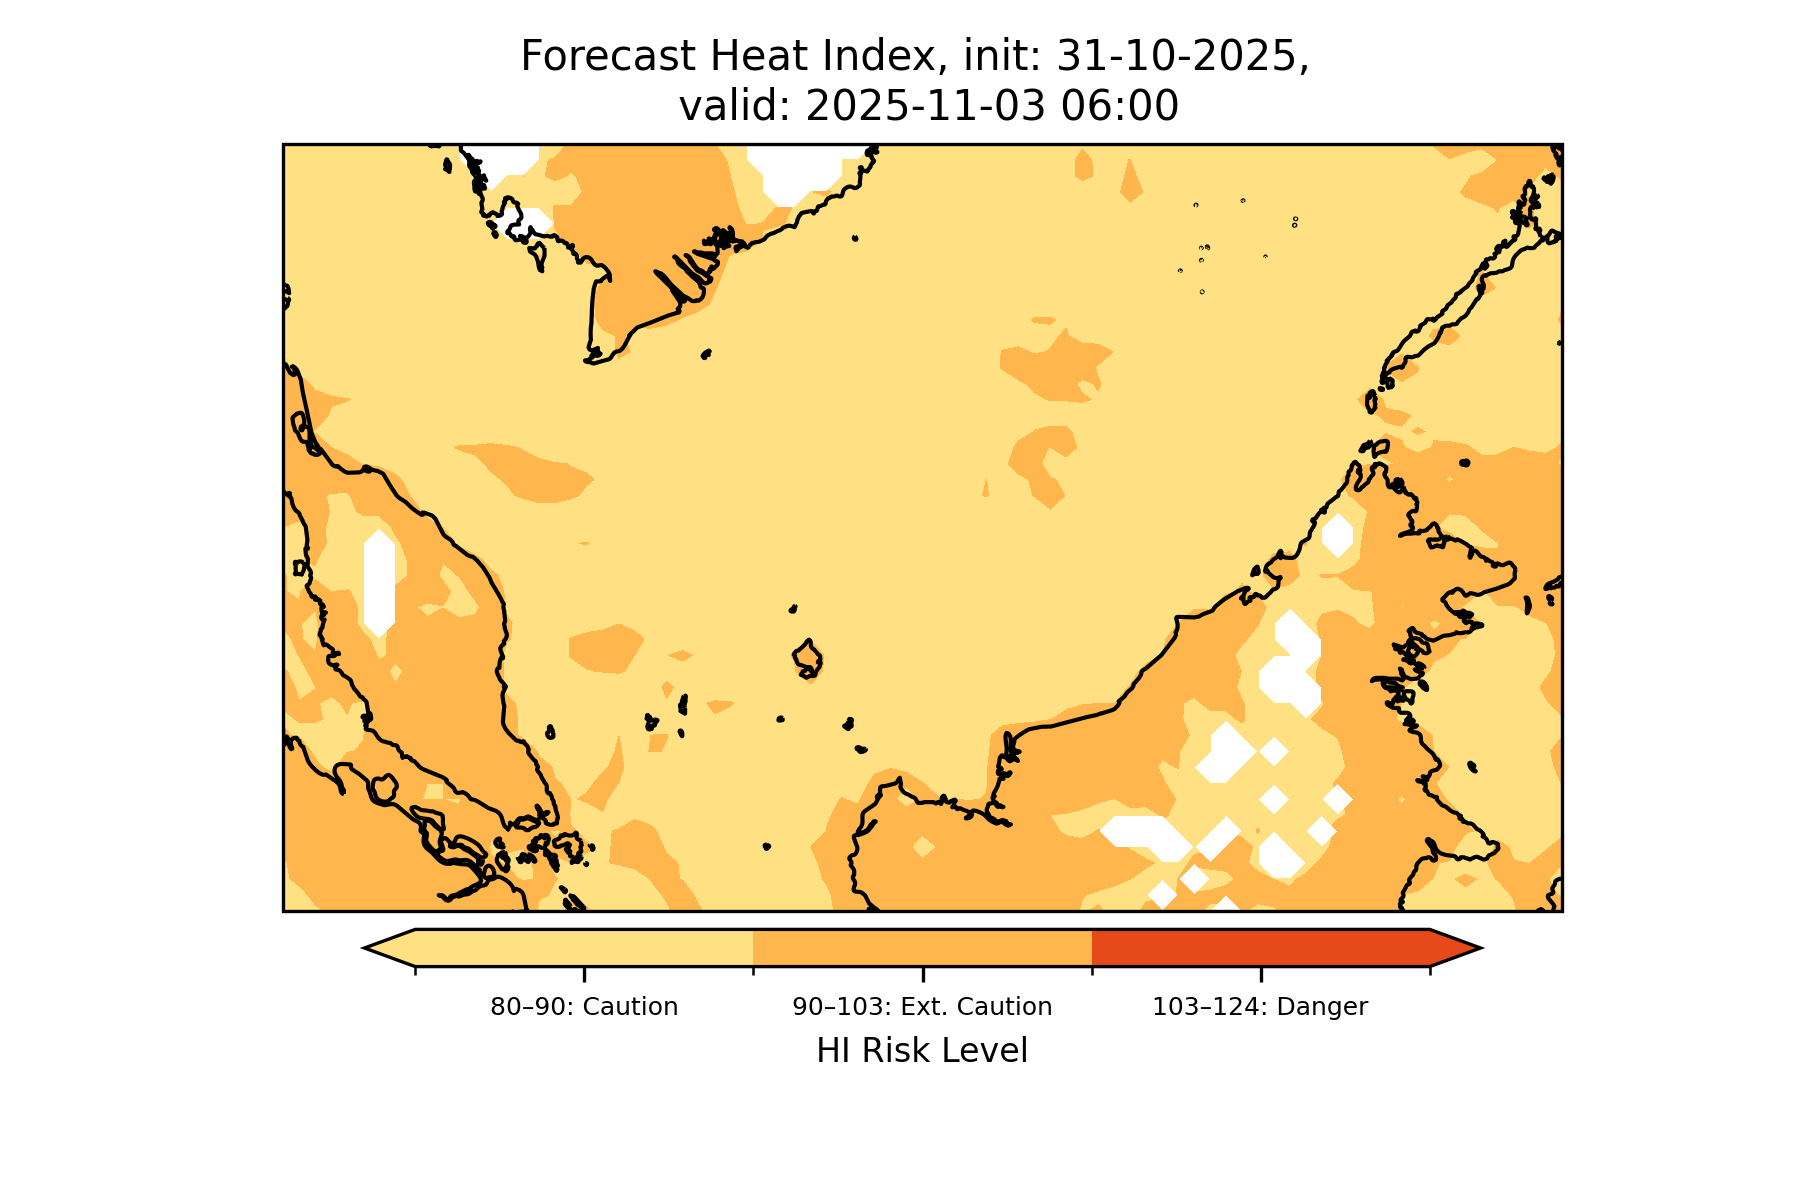 Forecast Heat Index, init: 31-10-2025,
valid: 2025-11-03 06:00
80–90: Caution
90–103: Ext. Caution
103–124: Danger
HI Risk Level